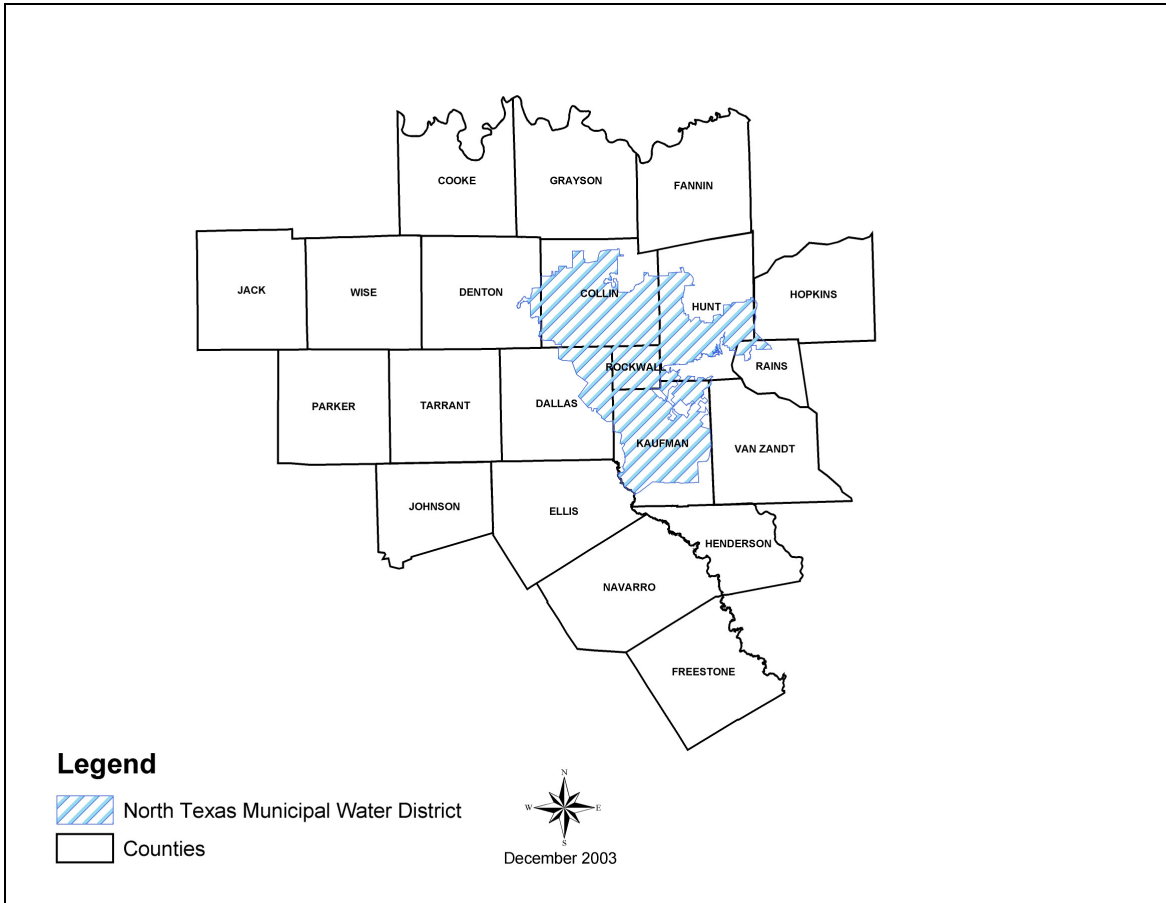 COOKE
GRAYSON
FANNIN
JACK
WISE
DENTON
COLLIN
HUNT
HOPKINS
ROCKWALL
RAINS
PARKER
TARRANT
DALLAS
KAUFMAN
VAN ZANDT
JOHNSON
ELLIS
HENDERSON
NAVARRO
FREESTONE
Legend
North Texas Municipal Water District
Counties
N
W
E
S
December 2003